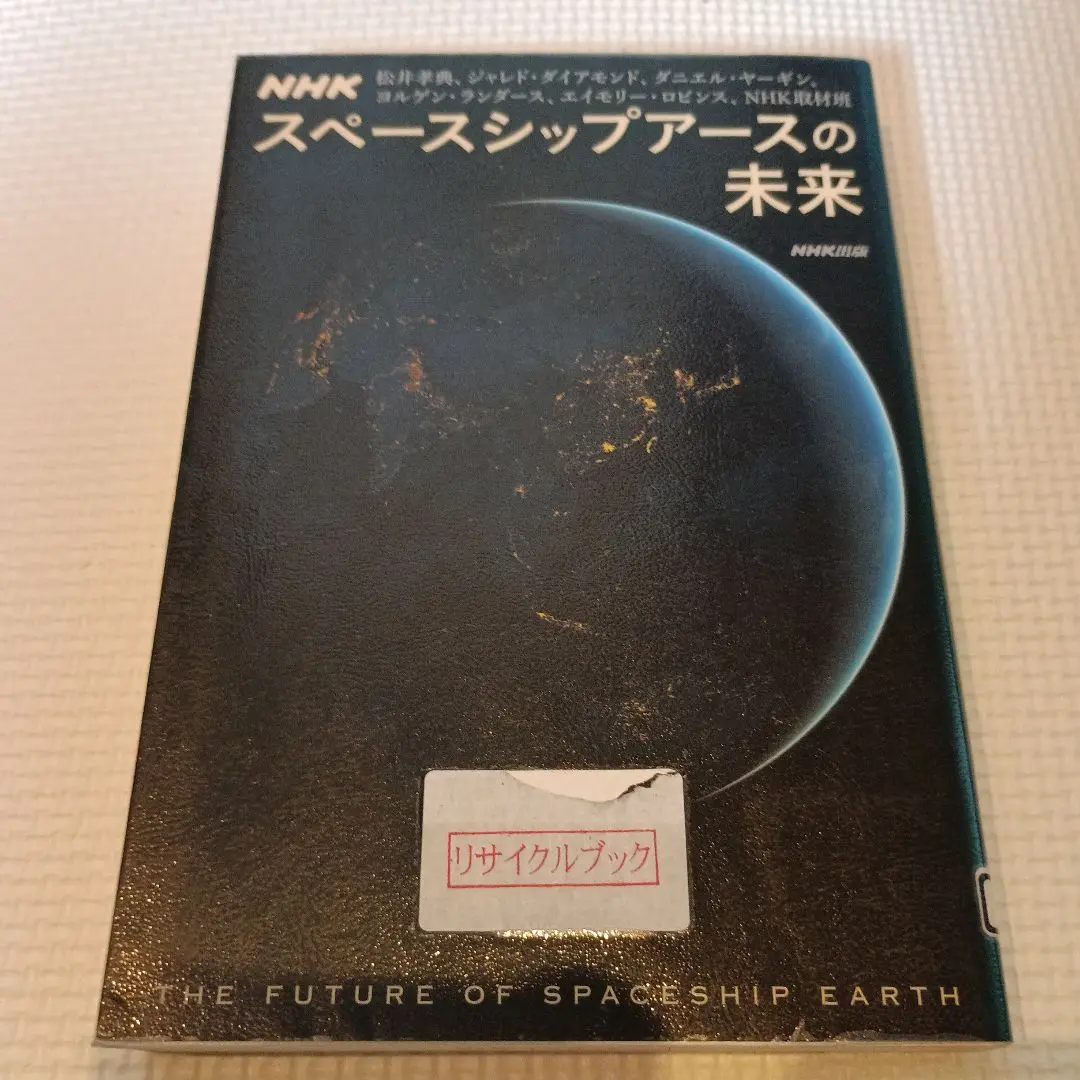 NHK
松井孝典、ジャレド・ダイアモンド、ダニエル・ヤーギン、
ヨルゲン・ランダース、エイモリー・ロビンス、NHK取材班
スペースシップアースの
未来
NHK出版
リサイクルブック
THE FUTURE OF SPACESHIP EARTH